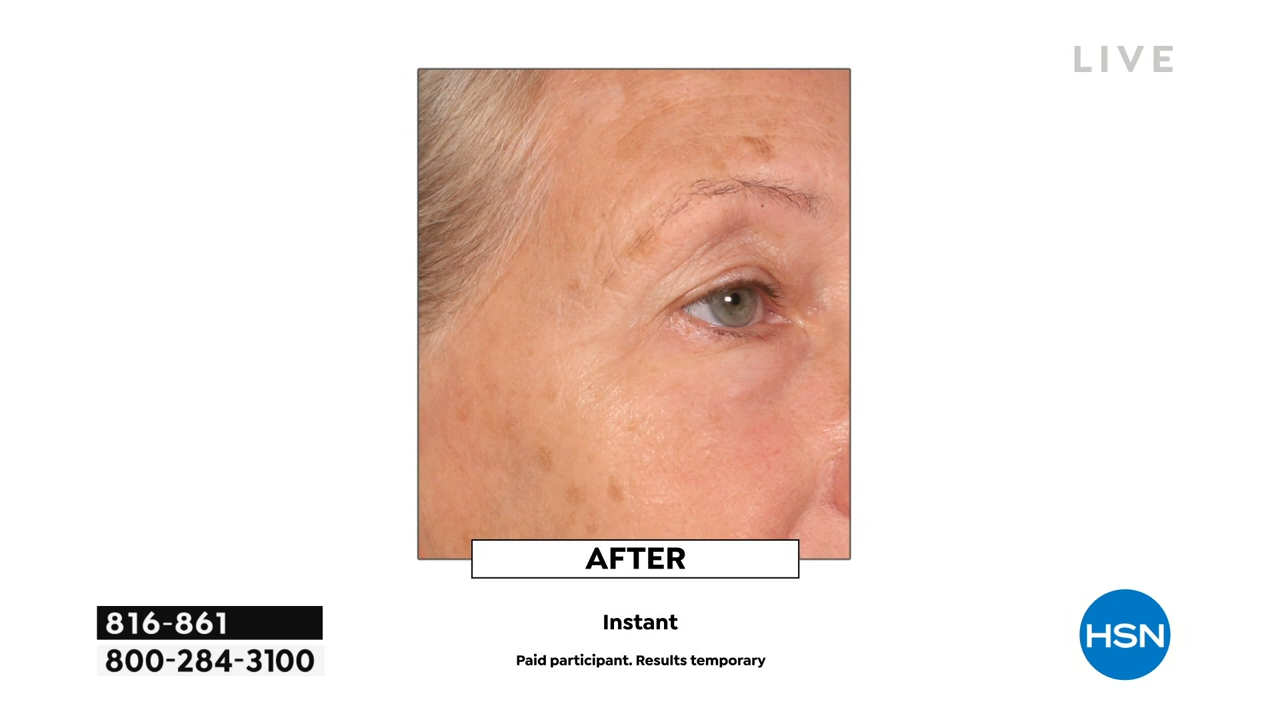 LIVE
AFTER
Instant
Paid participant. Results temporary
816-861
800-284-3100
HSN